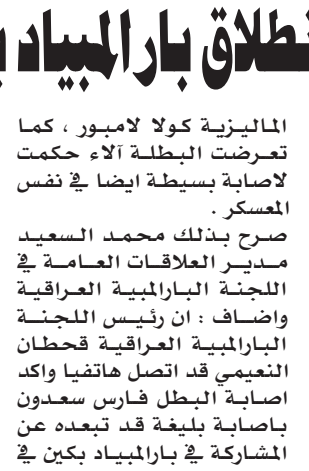 نطلاق بارالمبياد ب
الماليزية كولا لامبور ، كما
تعرضت البطلة آلاء حكمت
لاصابة بسيطة ايضا في نفس
المعسكر .
صرح بذلك محمد السعيد
مدير العلاقات العامة في
اللجنة البارالمبية العراقية
واضاف : ان رئيس اللجنة
البارالمبية العراقية قحطان
النعيمي قد اتصل هاتفيا واكد
اصابة البطل فارس سعدون
باصابة بليغة قد تبعده عن
المشاركة في بارالمبياد بكين في